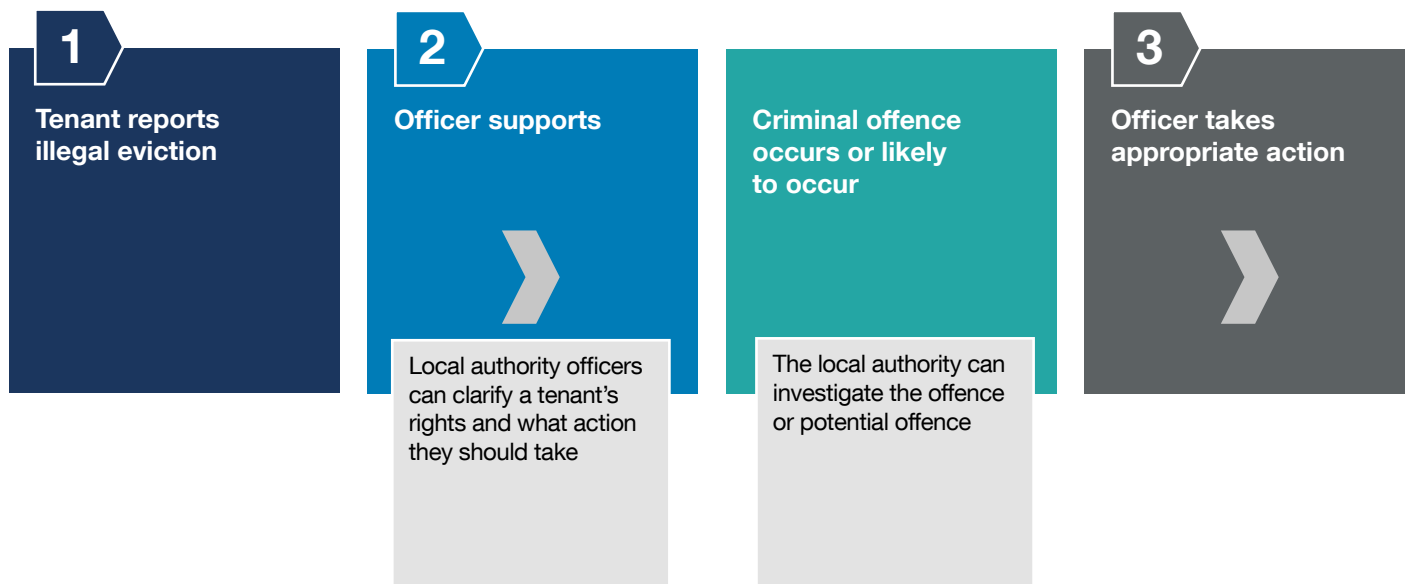 1
Tenant reports
illegal eviction
2
Officer supports
Local authority officers
can clarify a tenant’s
rights and what action
they should take
Criminal offence
occurs or likely
to occur
The local authority can
investigate the offence
or potential offence
3
Officer takes
appropriate action